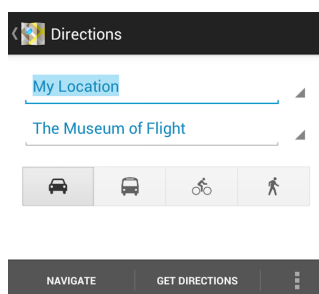 Directions
My Location
The Museum of Flight
NAVIGATE
GET DIRECTIONS